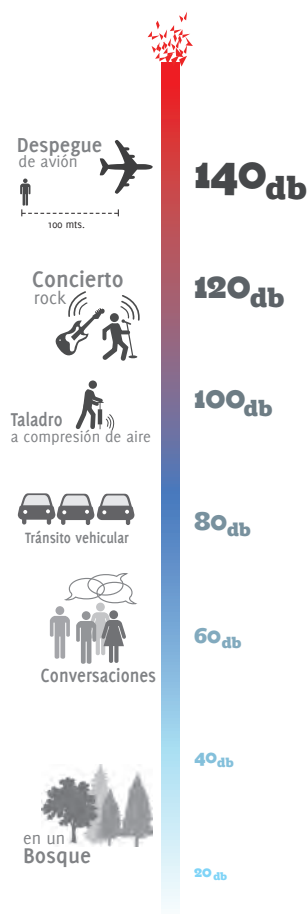 Despegue
de avión
100 mts.
140db
Concierto
rock
120db
Taladro
a compresión de aire
100db
Tránsito vehicular
80db
60db
Conversaciones
40db
en un
Bosque
20db